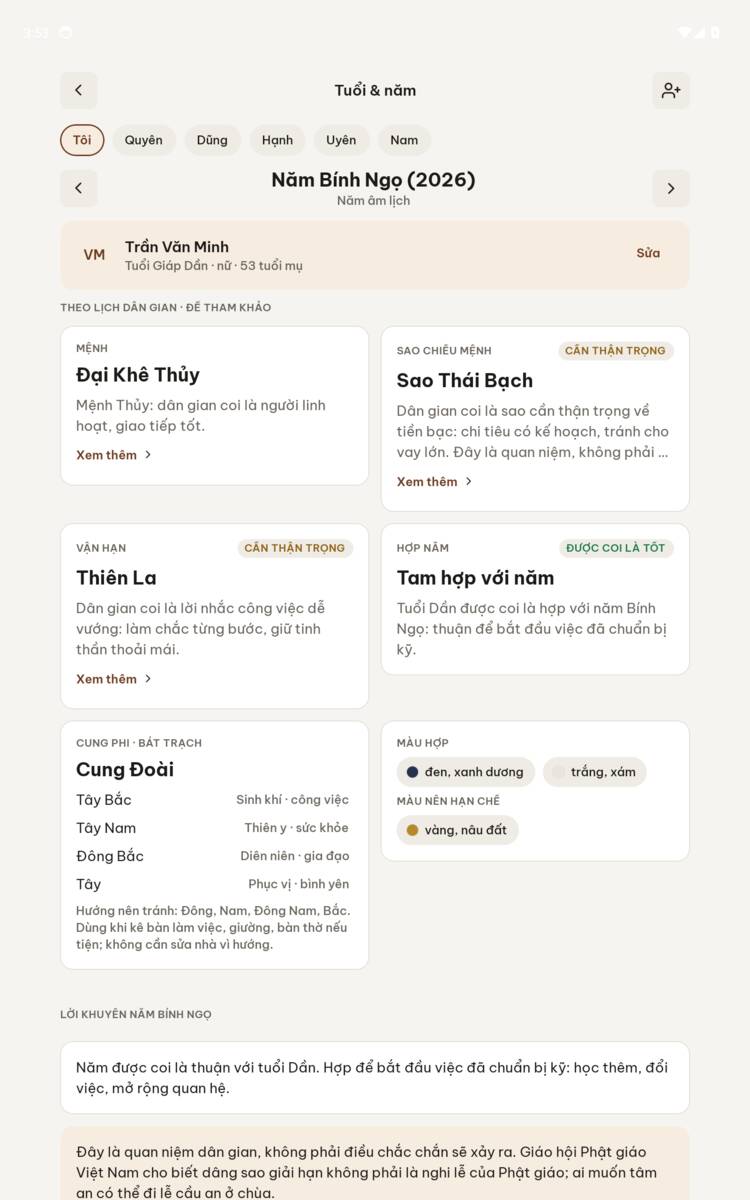 3:53
Tuổi & năm
Tôi
Quyên
Dũng
Hạnh
Uyên
Nam
Năm Bính Ngọ (2026)
Năm âm lịch
VM
Trần Văn Minh
Tuổi Giáp Dần · nữ · 53 tuổi mụ
Sửa
THEO LỊCH DÂN GIAN · ĐỂ THAM KHẢO
MỆNH
Đại Khê Thủy
Mệnh Thủy: dân gian coi là người linh
hoạt, giao tiếp tốt.
Xem thêm
SAO CHIẾU MỆNH
CẦN THẬN TRỌNG
Sao Thái Bạch
Dân gian coi là sao cần thận trọng về
tiền bạc: chi tiêu có kế hoạch, tránh cho
vay lớn. Đây là quan niệm, không phải ...
Xem thêm
VẬN HẠN
CẦN THẬN TRỌNG
Thiên La
Dân gian coi là lời nhắc công việc dễ
vướng: làm chắc từng bước, giữ tinh
thần thoải mái.
Xem thêm
HỢP NĂM
ĐƯỢC COI LÀ TỐT
Tam hợp với năm
Tuổi Dần được coi là hợp với năm Bính
Ngọ: thuận để bắt đầu việc đã chuẩn bị
kỹ.
CUNG PHI · BÁT TRẠCH
Cung Đoài
Tây Bắc
Sinh khí · công việc
Tây Nam
Thiên y · sức khỏe
Đông Bắc
Diên niên · gia đạo
Tây
Phục vị · bình yên
Hướng nên tránh: Đông, Nam, Đông Nam, Bắc.
Dùng khi kê bàn làm việc, giường, bàn thờ nếu
tiện; không cần sửa nhà vì hướng.
MÀU HỢP
đen, xanh dương
trắng, xám
MÀU NÊN HẠN CHẾ
vàng, nâu đất
LỜI KHUYÊN NĂM BÍNH NGỌ
Năm được coi là thuận với tuổi Dần. Hợp để bắt đầu việc đã chuẩn bị kỹ: học thêm, đổi
việc, mở rộng quan hệ.
Đây là quan niệm dân gian, không phải điều chắc chắn sẽ xảy ra. Giáo hội Phật giáo
Việt Nam cho biết dâng sao giải hạn không phải là nghi lễ của Phật giáo; ai muốn tâm
an có thể đi lễ cầu an ở chùa.